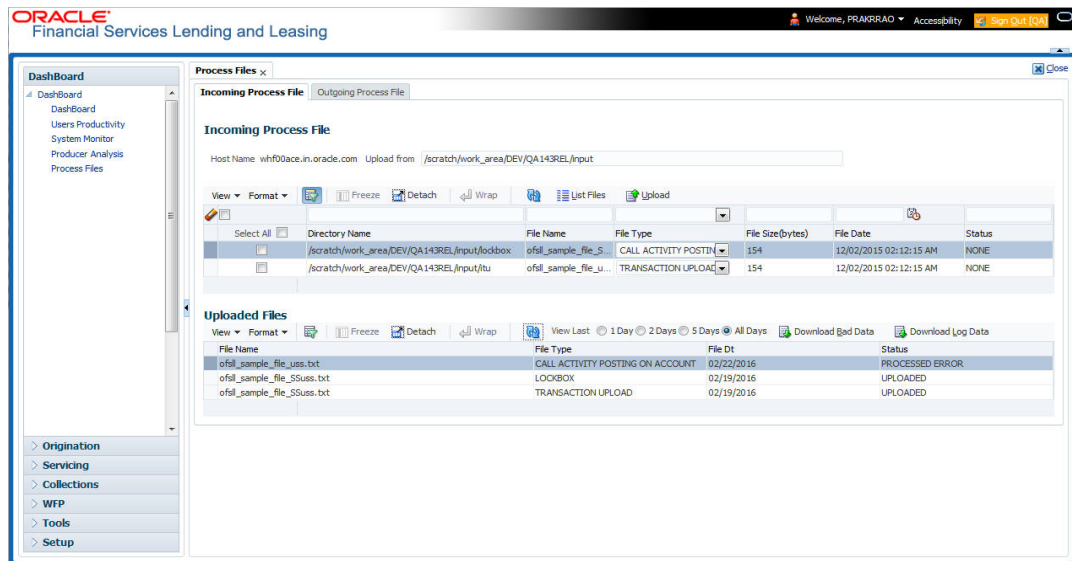 ORACLE®
Financial Services Lending and Leasing
Welcome, PRAKRRAO Accessibility Sign Out [QA]
DashBoard
DashBoard
DashBoard
Users Productivity
System Monitor
Producer Analysis
Process Files
Origination
Servicing
Collections
WFP
Tools
Setup
Process Files x Close
Incoming Process File Outgoing Process File
Incoming Process File
Host Name whf00ace.in.oracle.com Upload from /scratch/work_area/DEV/QA143REL/input
View Format Freeze Detach Wrap List Files Upload
Select All Directory Name File Name File Type File Size(bytes) File Date Status
/scratch/work_area/DEV/QA143REL/input/lockbox ofsll_sample_file_S... CALL ACTIVITY POSTIN 154 12/02/2015 02:12:15 AM NONE
/scratch/work_area/DEV/QA143REL/input/itu ofsll_sample_file_u... TRANSACTION UPLOAD 154 12/02/2015 02:12:15 AM NONE
Uploaded Files
View Format Freeze Detach Wrap View Last 1 Day 2 Days 5 Days All Days Download Bad Data Download Log Data
File Name File Type File Dt Status
ofsll_sample_file_uss.txt CALL ACTIVITY POSTING ON ACCOUNT 02/22/2016 PROCESSED ERROR
ofsll_sample_file_SSuss.txt LOCKBOX 02/19/2016 UPLOADED
ofsll_sample_file_SSuss.txt TRANSACTION UPLOAD 02/19/2016 UPLOADED